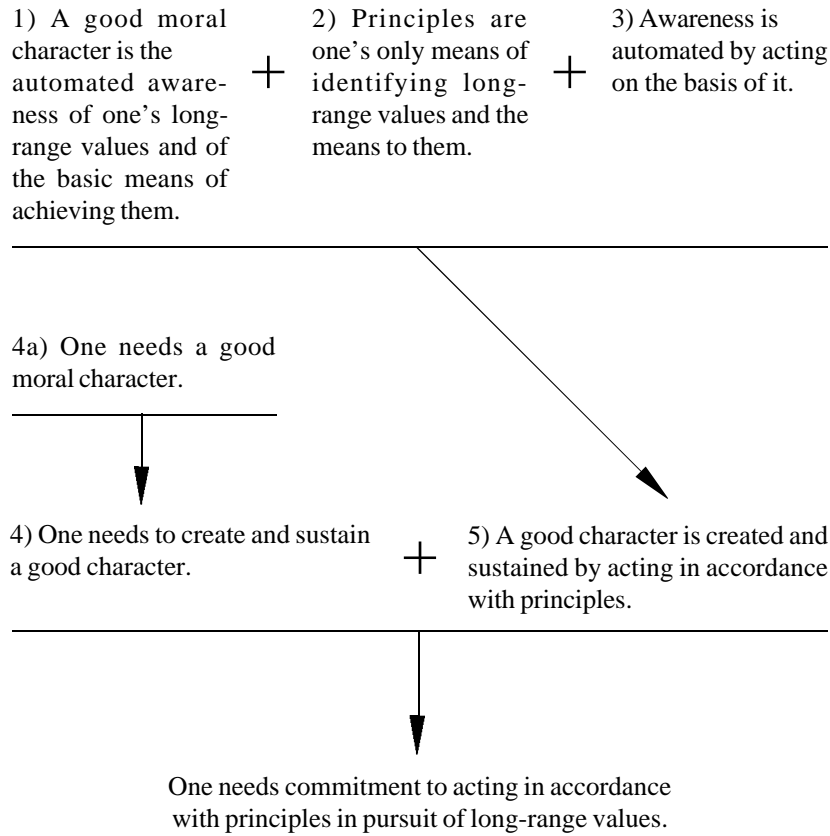 1) A good moral
character is the
automated aware-
ness of one's long-
range values and of
the basic means of
achieving them.
+
2) Principles are
one's only means of
identifying long-
range values and the
means to them.
+
3) Awareness is
automated by acting
on the basis of it.
4a) One needs a good
moral character.
4) One needs to create and sustain
a good character.
+
5) A good character is created and
sustained by acting in accordance
with principles.
One needs commitment to acting in accordance
with principles in pursuit of long-range values.